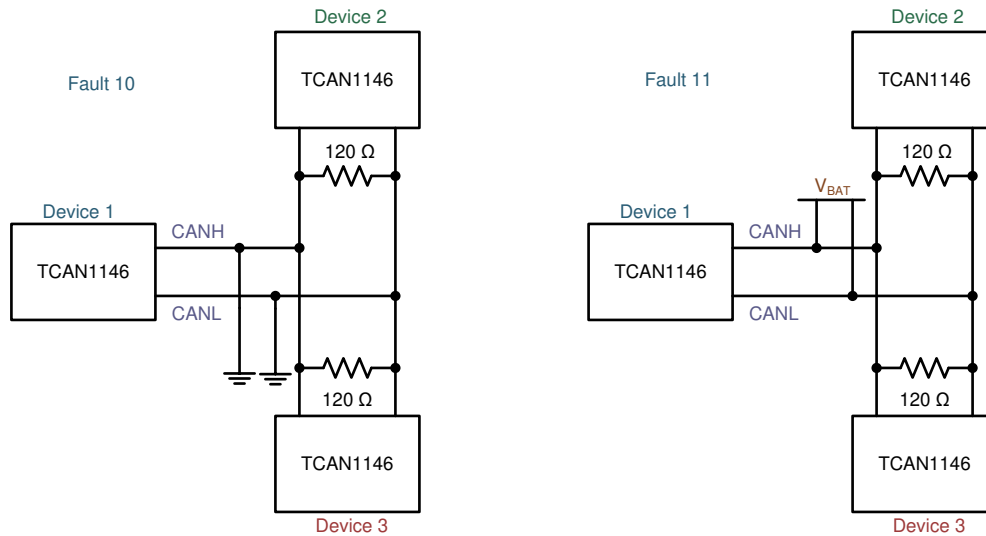 Device 2
Fault 10
TCAN1146
120 Ω
Device 1
CANH
TCAN1146
CANL
120 Ω
TCAN1146
Device 3
Device 2
Fault 11
TCAN1146
120 Ω
VBAT
Device 1
CANH
TCAN1146
CANL
120 Ω
TCAN1146
Device 3